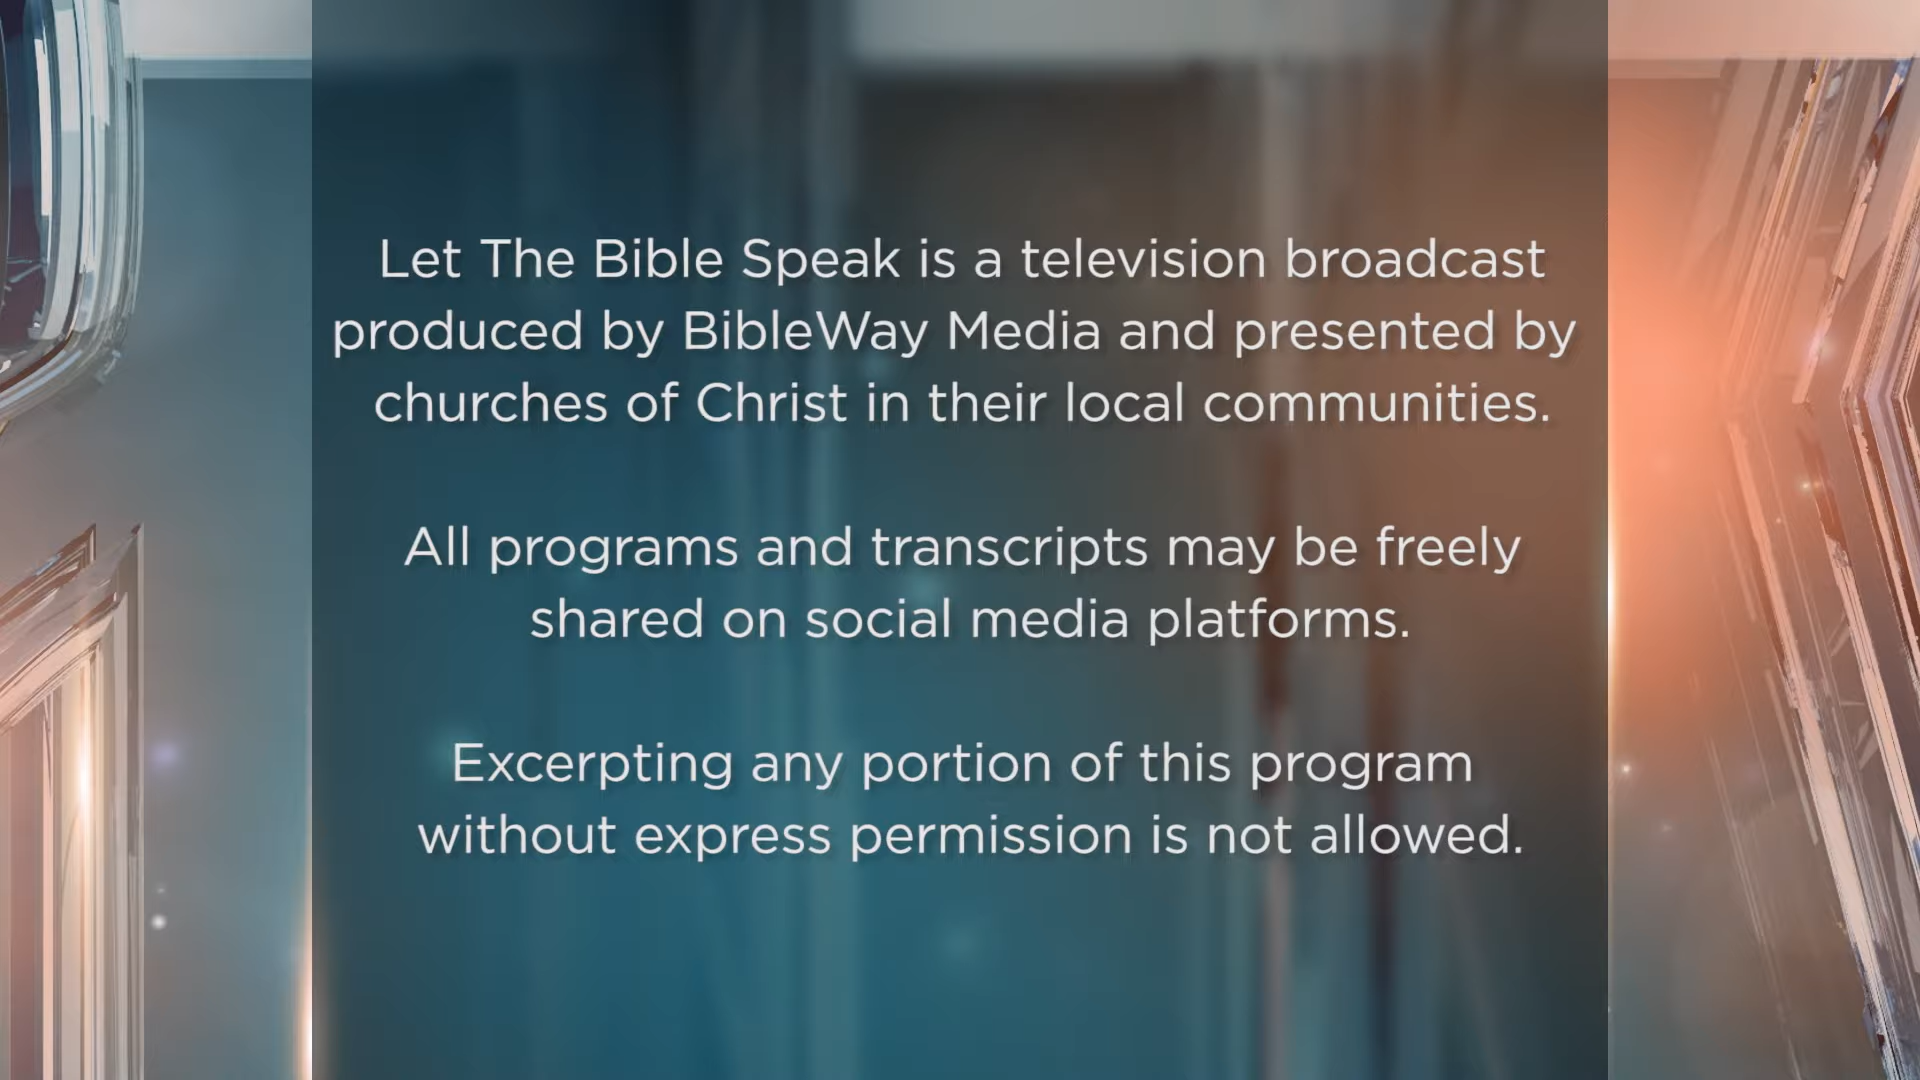 Let The Bible Speak is a television broadcast
produced by BibleWay Media and presented by
churches of Christ in their local communities.
All programs and transcripts may be freely
shared on social media platforms.
Excerpting any portion of this program
without express permission is not allowed.